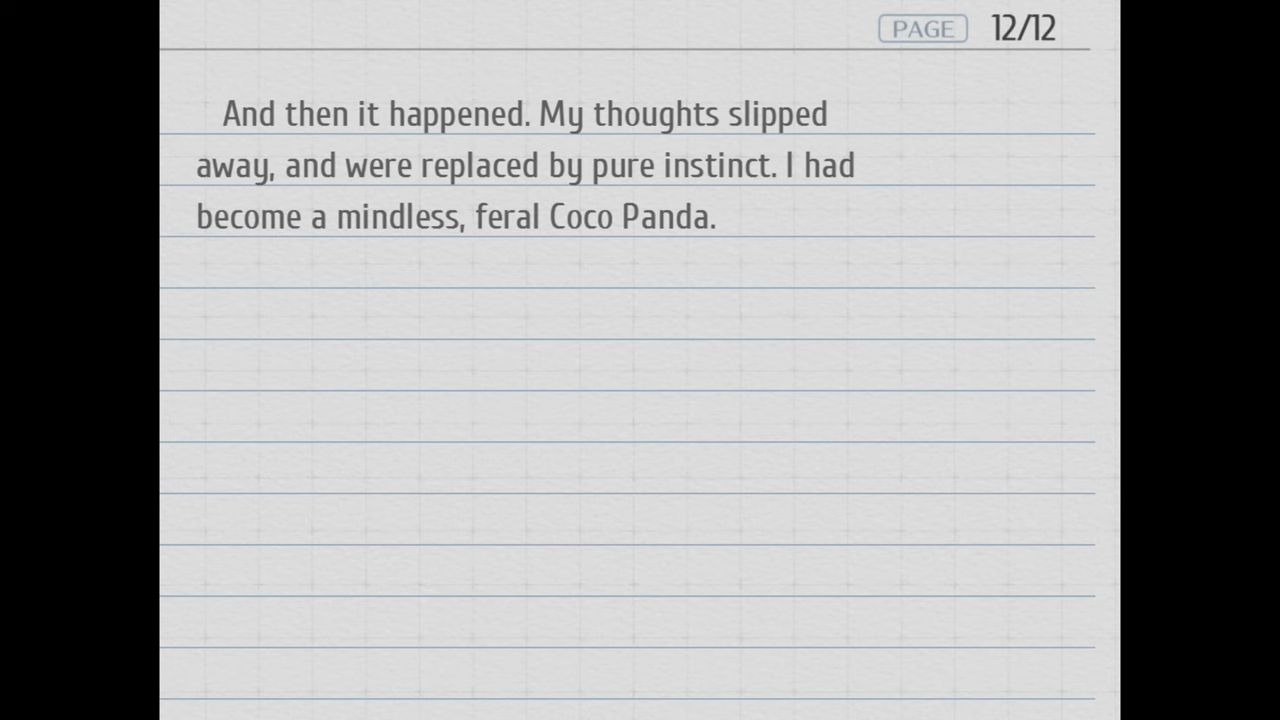 PAGE 12/12
And then it happened. My thoughts slipped
away, and were replaced by pure instinct. I had
become a mindless, feral Coco Panda.